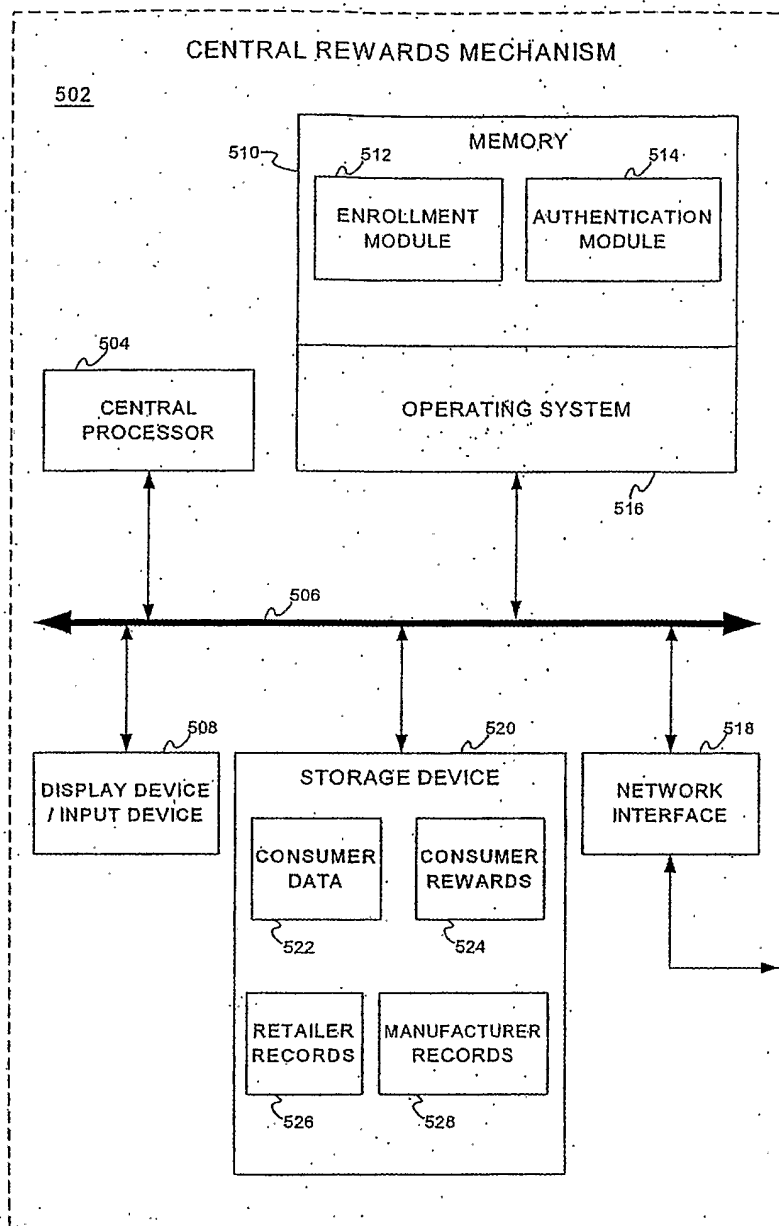 CENTRAL REWARDS MECHANISM
502
MEMORY
510
512
514
ENROLLMENT
MODULE
AUTHENTICATION
MODULE
504
CENTRAL
PROCESSOR
OPERATING SYSTEM
516
506
508
DISPLAY DEVICE
/ INPUT DEVICE
520
STORAGE DEVICE
CONSUMER
DATA
522
CONSUMER
REWARDS
524
RETAILER
RECORDS
526
MANUFACTURER
RECORDS
528
518
NETWORK
INTERFACE